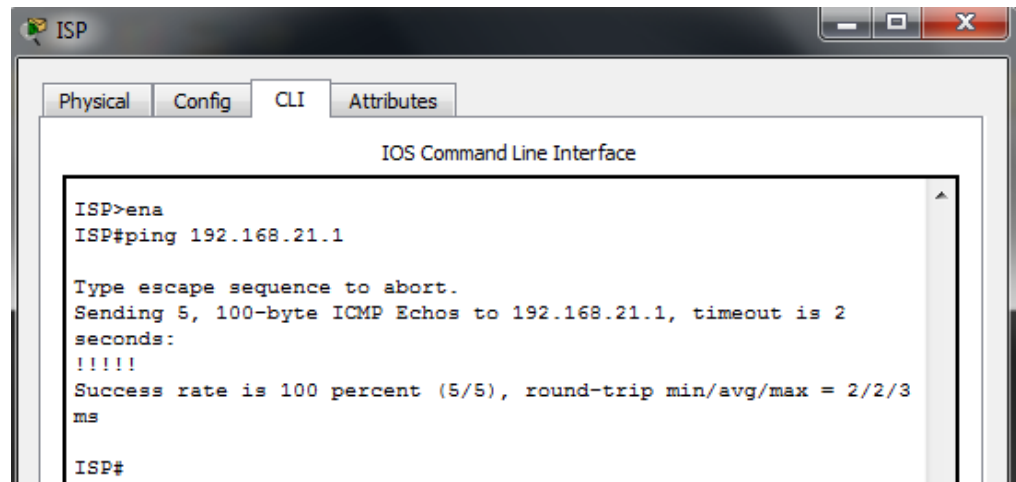 ISP
Physical Config CLI Attributes
IOS Command Line Interface
ISP>ena
ISP#ping 192.168.21.1
Type escape sequence to abort.
Sending 5, 100-byte ICMP Echos to 192.168.21.1, timeout is 2
seconds:
!!!!!
Success rate is 100 percent (5/5), round-trip min/avg/max = 2/2/3
ms
ISP#